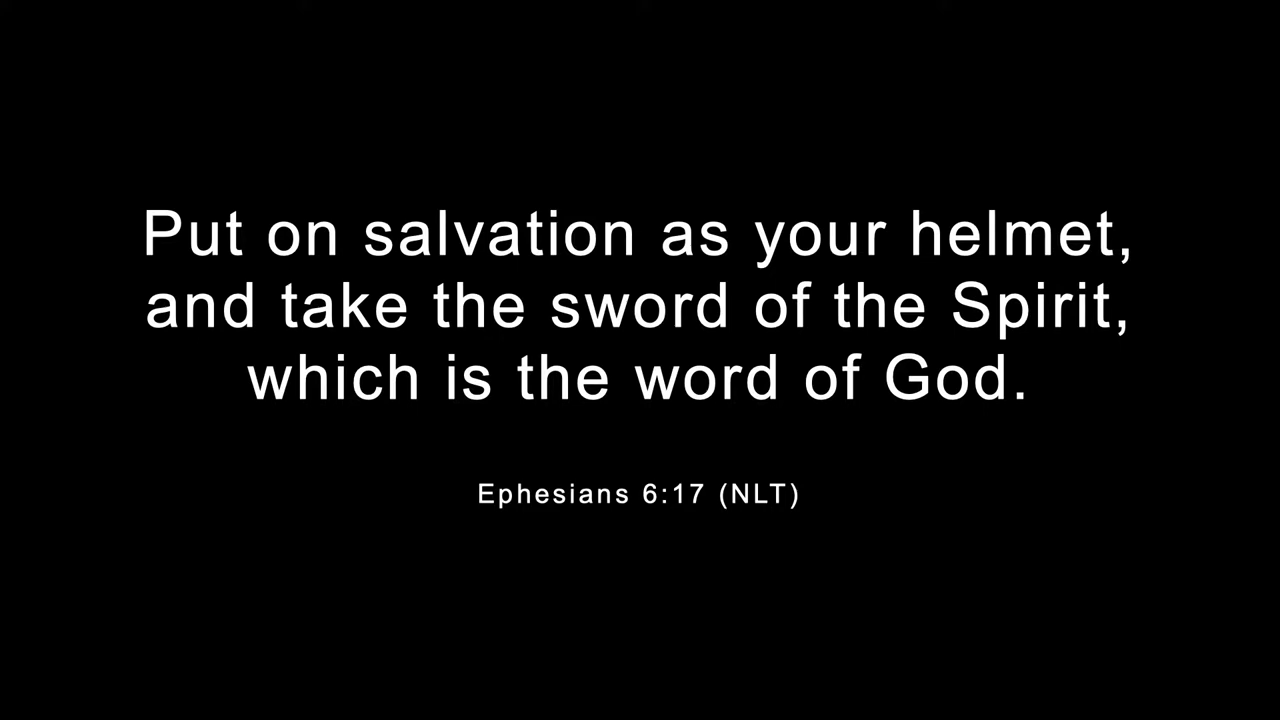 Put on salvation as your helmet,
and take the sword of the Spirit,
which is the word of God.
Ephesians 6:17 (NLT)